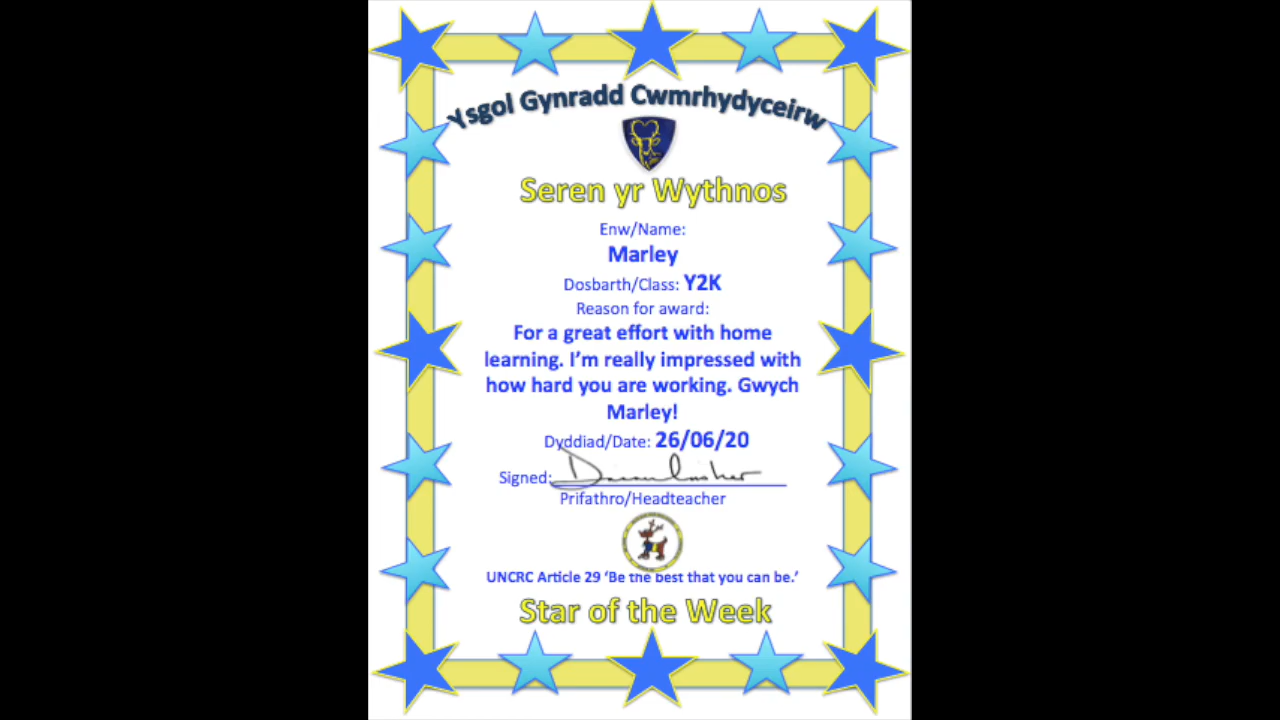 Ysgol Gynradd Cwmrhydyceirw
Seren yr Wythnos
Enw/Name:
Marley
Dosbarth/Class: Y2K
Reason for award:
For a great effort with home
learning. I’m really impressed with
how hard you are working. Gwych
Marley!
Dyddiad/Date: 26/06/20
Signed:
Prifathro/Headteacher
UNCRC Article 29 ‘Be the best that you can be.’
Star of the Week